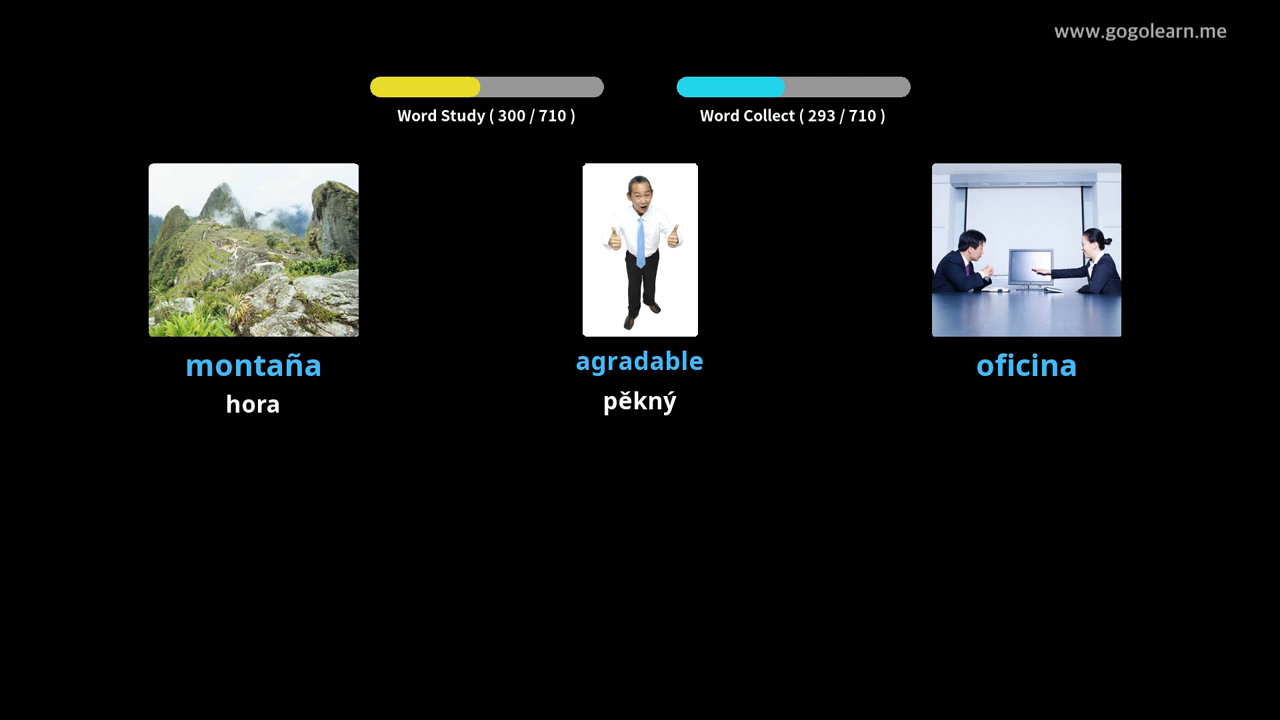 www.gogolearn.me
Word Study ( 300 / 710 )
Word Collect ( 293 / 710 )
montaña
agradable
oficina
hora
pěkný